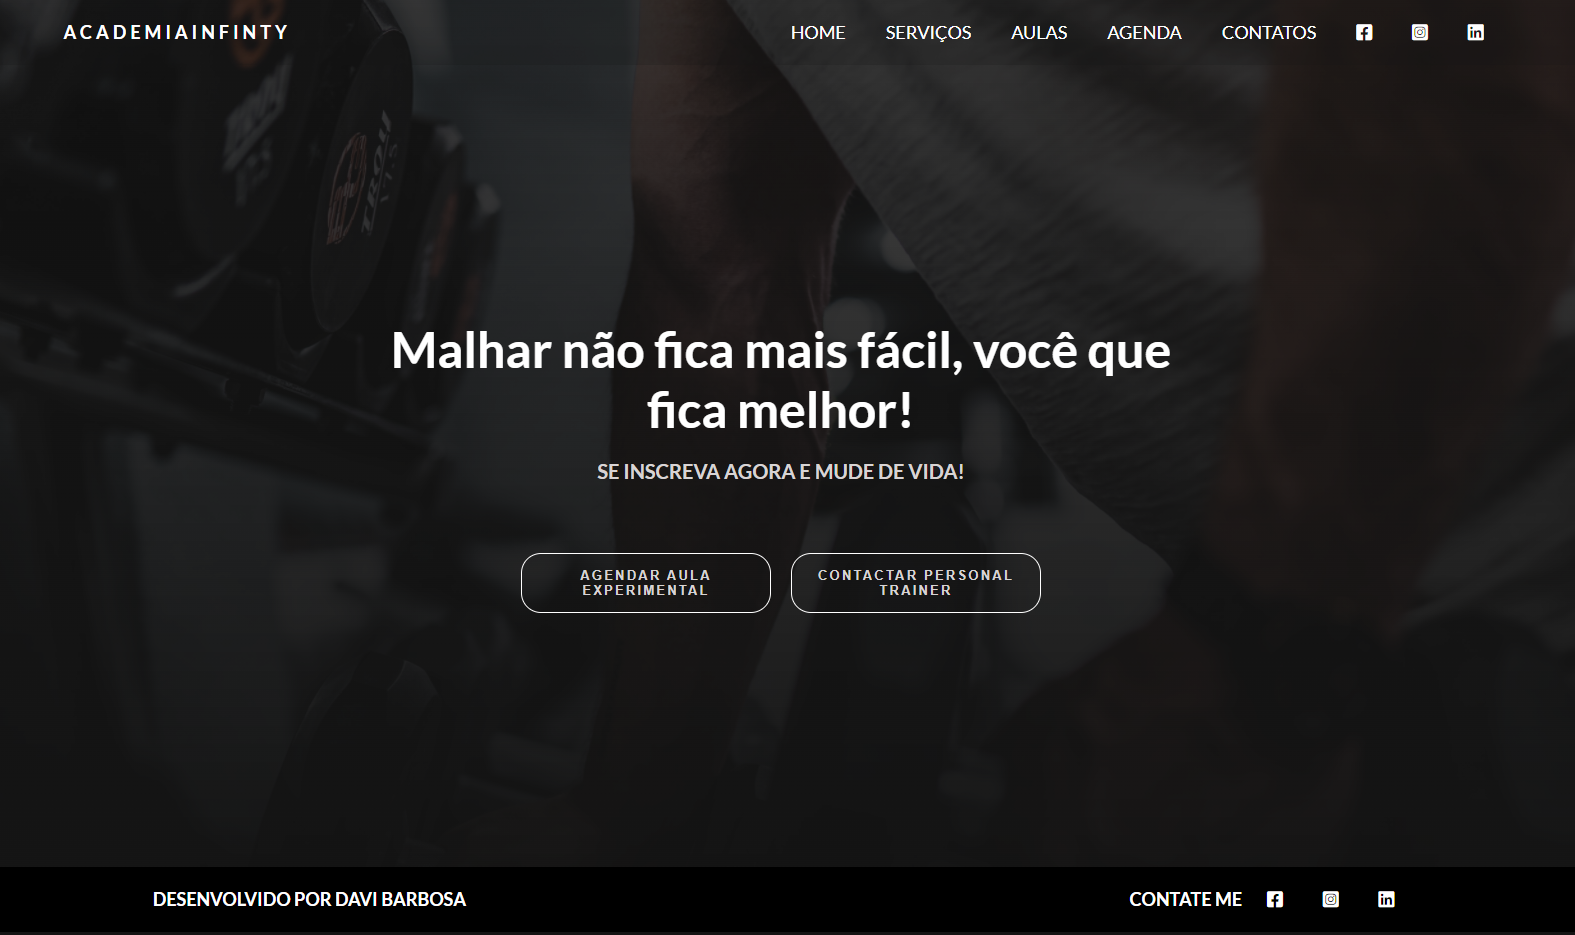 ACADEMIAINFINTY
HOME SERVIÇOS AULAS AGENDA CONTATOS
Malhar não fica mais fácil, você que
fica melhor!
SE INSCREVA AGORA E MUDE DE VIDA!
AGENDAR AULA
EXPERIMENTAL
CONTACTAR PERSONAL
TRAINER
DESENVOLVIDO POR DAVI BARBOSA
CONTATE ME